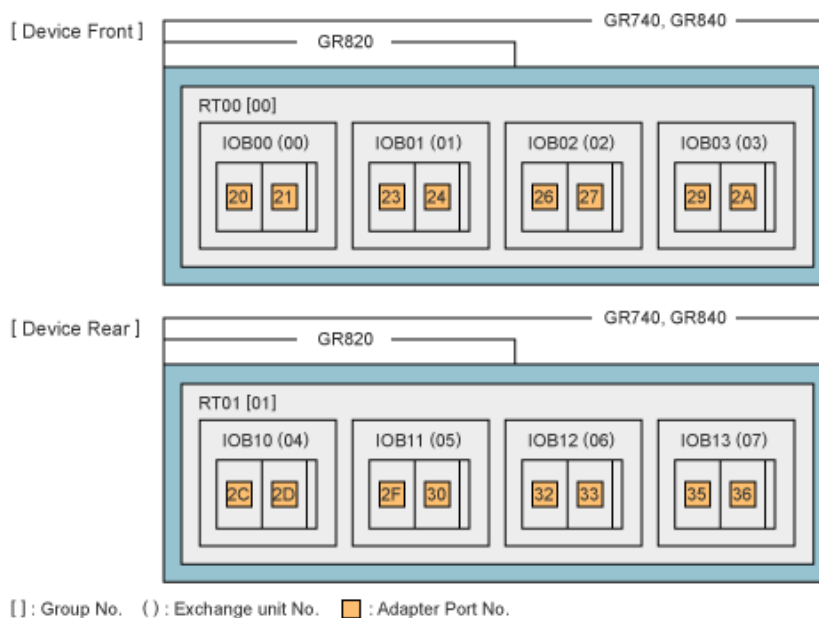 [ Device Front ]
GR740, GR840
GR820
RT00 [00]
IOB00 (00) IOB01 (01) IOB02 (02) IOB03 (03)
20 21 23 24 26 27 29 2A
[ Device Rear ]
GR740, GR840
GR820
RT01 [01]
IOB10 (04) IOB11 (05) IOB12 (06) IOB13 (07)
2C 2D 2F 30 32 33 35 36
[ ] : Group No. ( ) : Exchange unit No. : Adapter Port No.